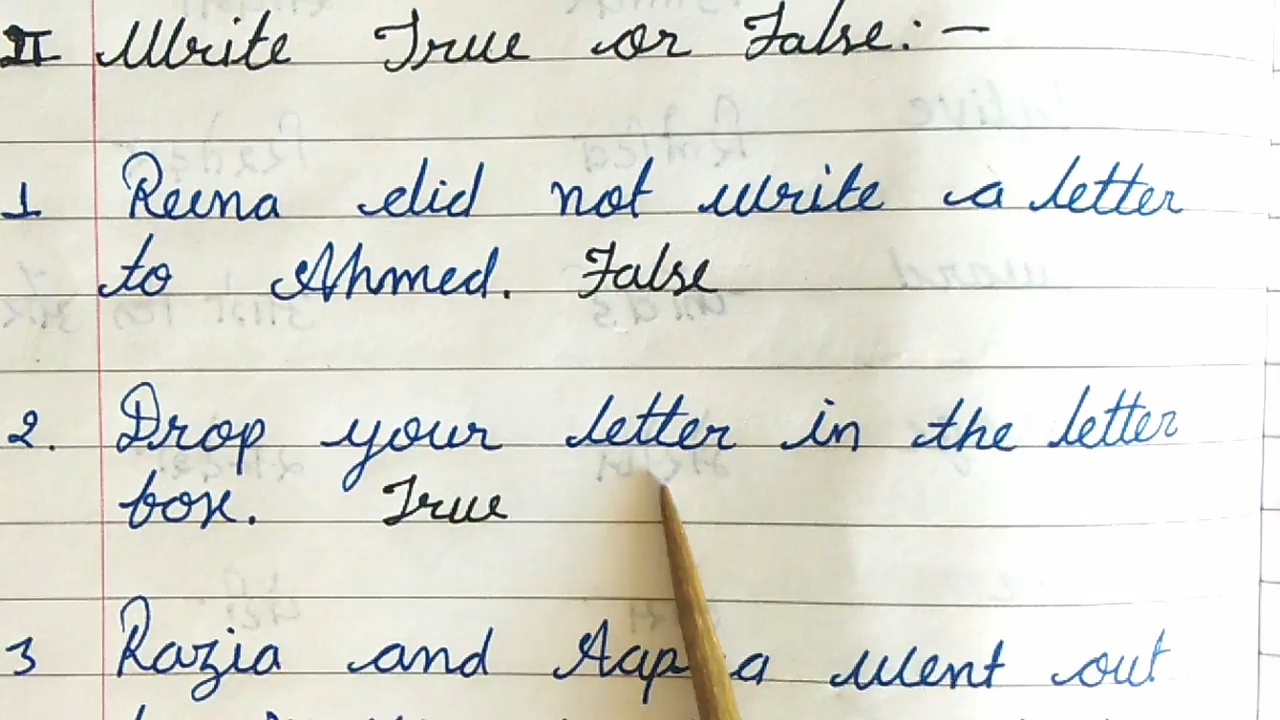 II Write True or False:-
1 Reena did not write a letter
to Ahmed. False
2. Drop your letter in the letter
box. True
3 Razia and went out